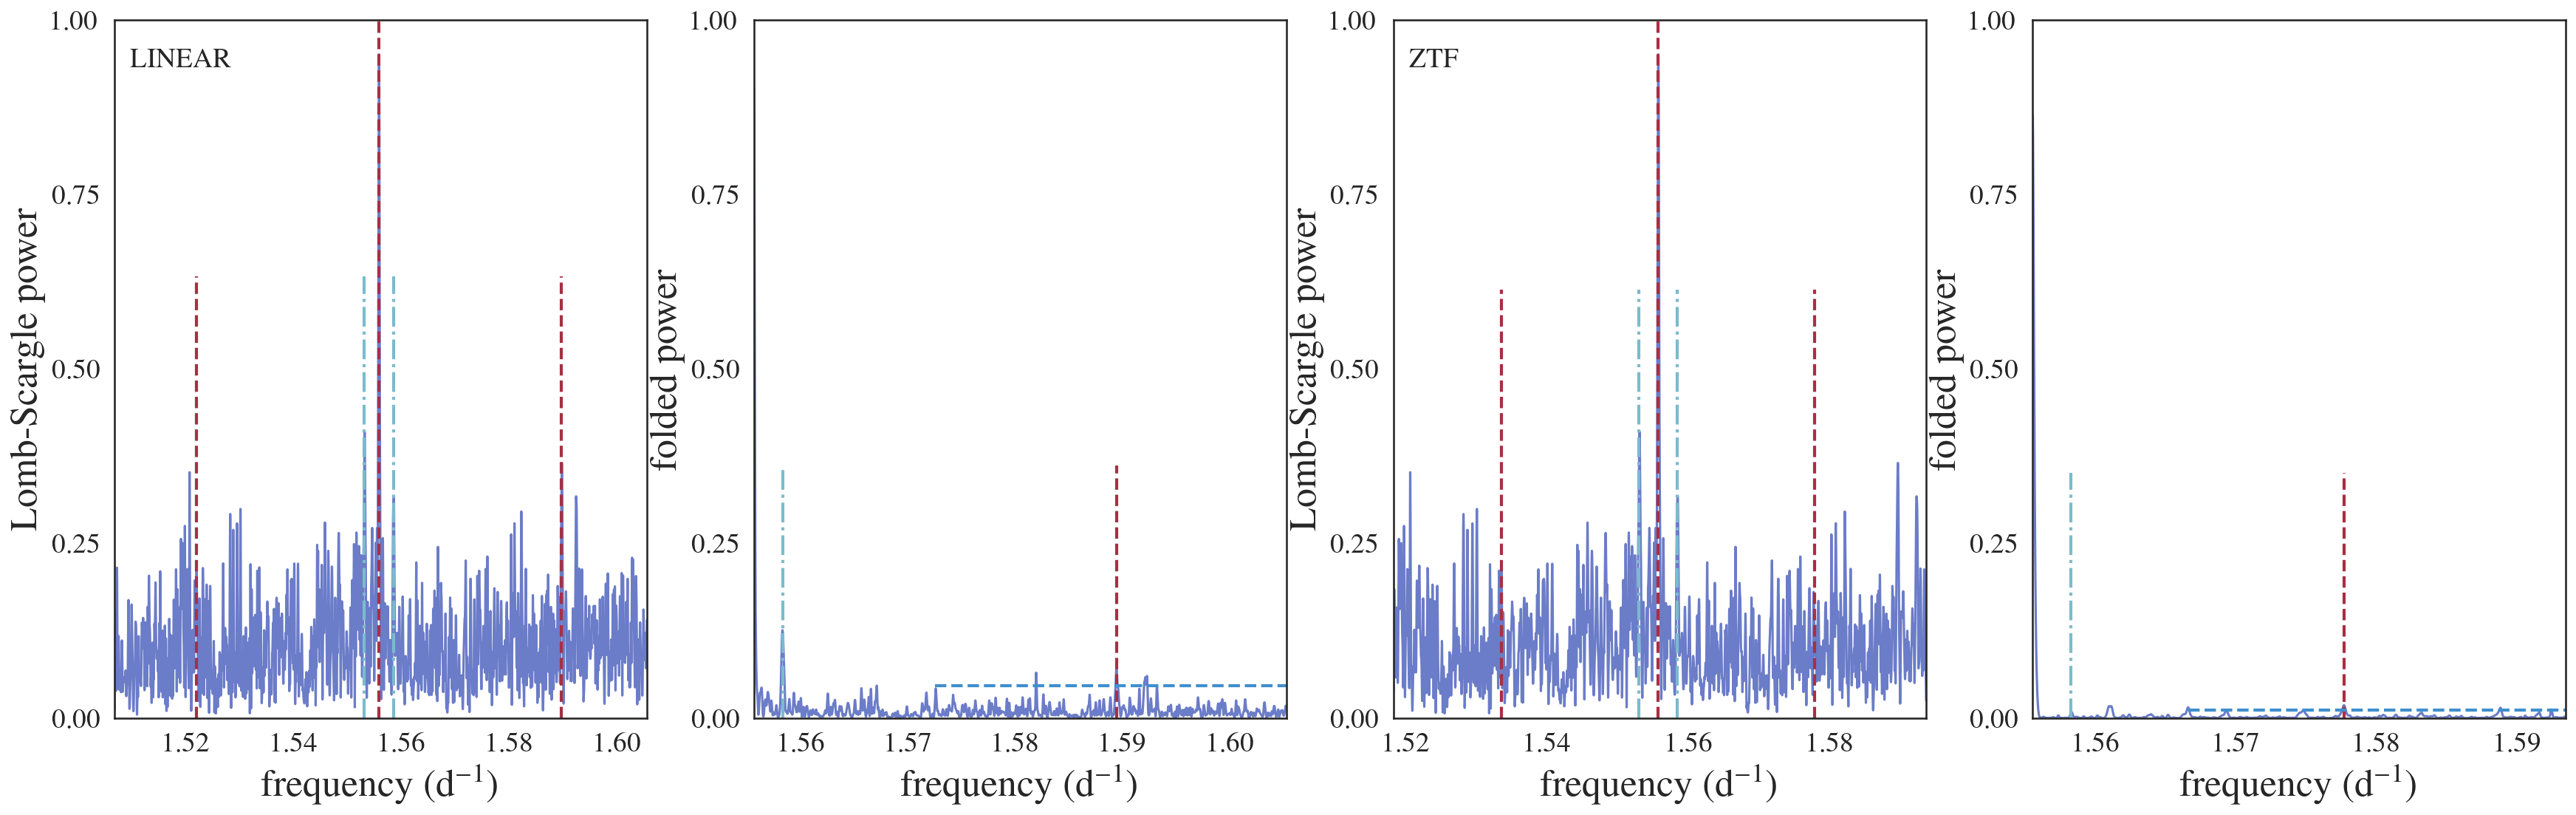 LINEAR
Lomb-Scargle power
1.00
0.75
0.50
0.25
0.00
1.52 1.54 1.56 1.58 1.60
frequency (d⁻¹)
folded power
1.00
0.75
0.50
0.25
0.00
1.56 1.57 1.58 1.59 1.60
frequency (d⁻¹)
ZTF
Lomb-Scargle power
1.00
0.75
0.50
0.25
0.00
1.52 1.54 1.56 1.58
frequency (d⁻¹)
folded power
1.00
0.75
0.50
0.25
0.00
1.56 1.57 1.58 1.59
frequency (d⁻¹)